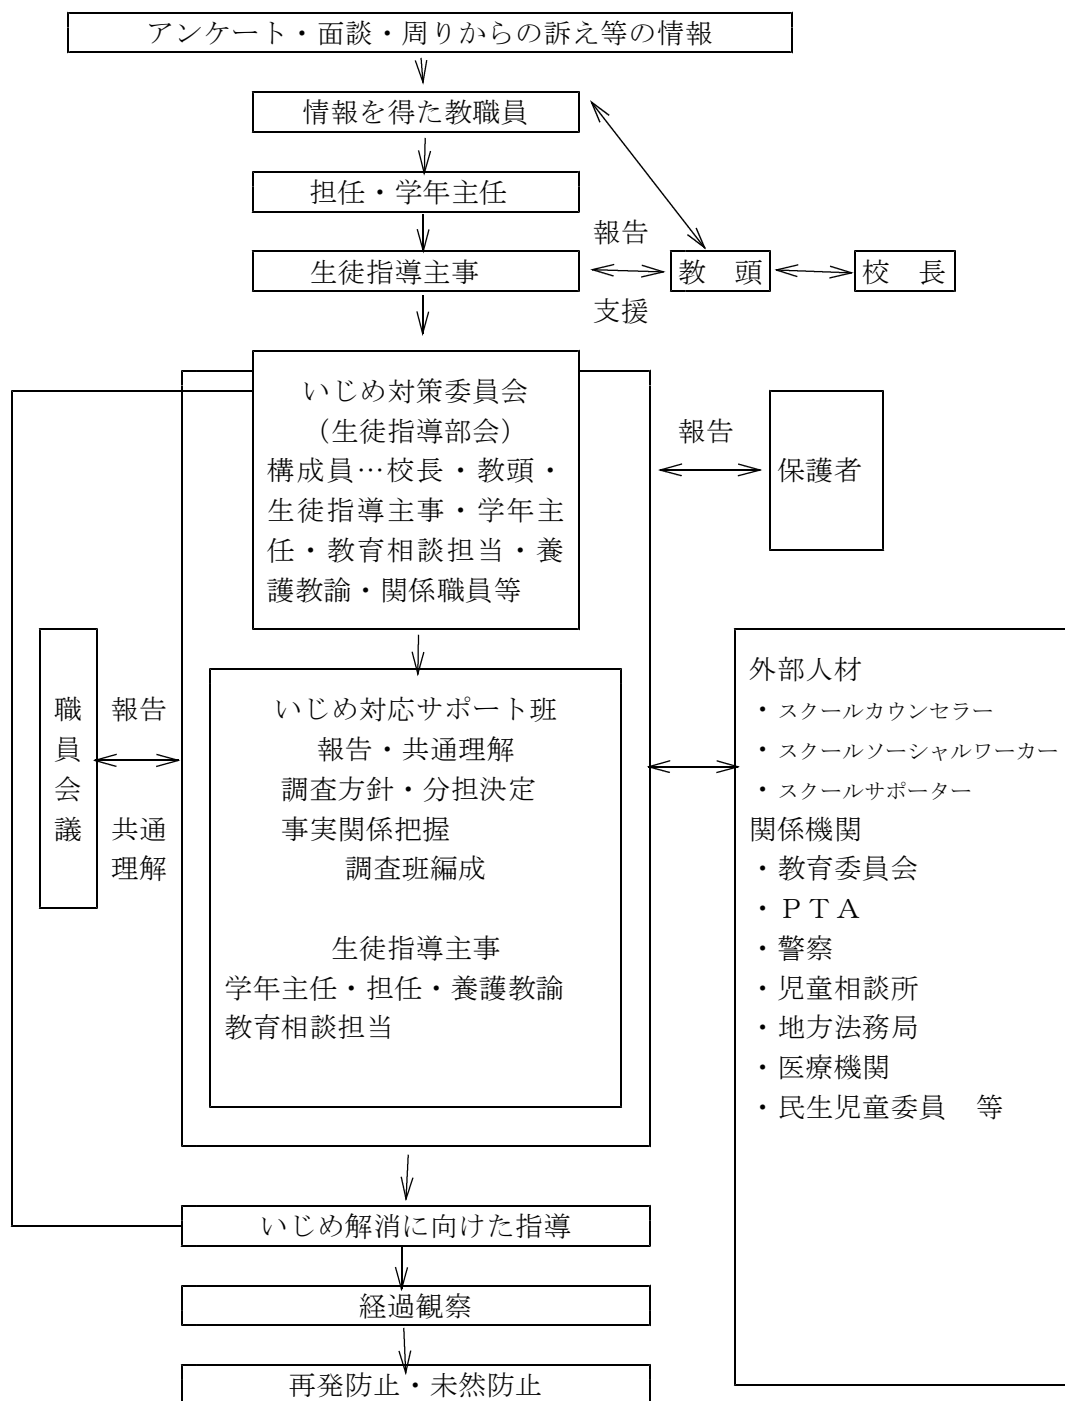 アンケート・面談・周りからの訴え等の情報
情報を得た教職員
担任・学年主任
報告
生徒指導主事
教　頭
校　長
支援
いじめ対策委員会
（生徒指導部会）
構成員…校長・教頭・
生徒指導主事・学年主
任・教育相談担当・養
護教諭・関係職員等
報告
保護者
職員会議
報告
共通
理解
いじめ対応サポート班
報告・共通理解
調査方針・分担決定
事実関係把握
調査班編成
生徒指導主事
学年主任・担任・養護教諭
教育相談担当
外部人材
・スクールカウンセラー
・スクールソーシャルワーカー
・スクールサポーター
関係機関
・教育委員会
・ＰＴＡ
・警察
・児童相談所
・地方法務局
・医療機関
・民生児童委員　等
いじめ解消に向けた指導
経過観察
再発防止・未然防止